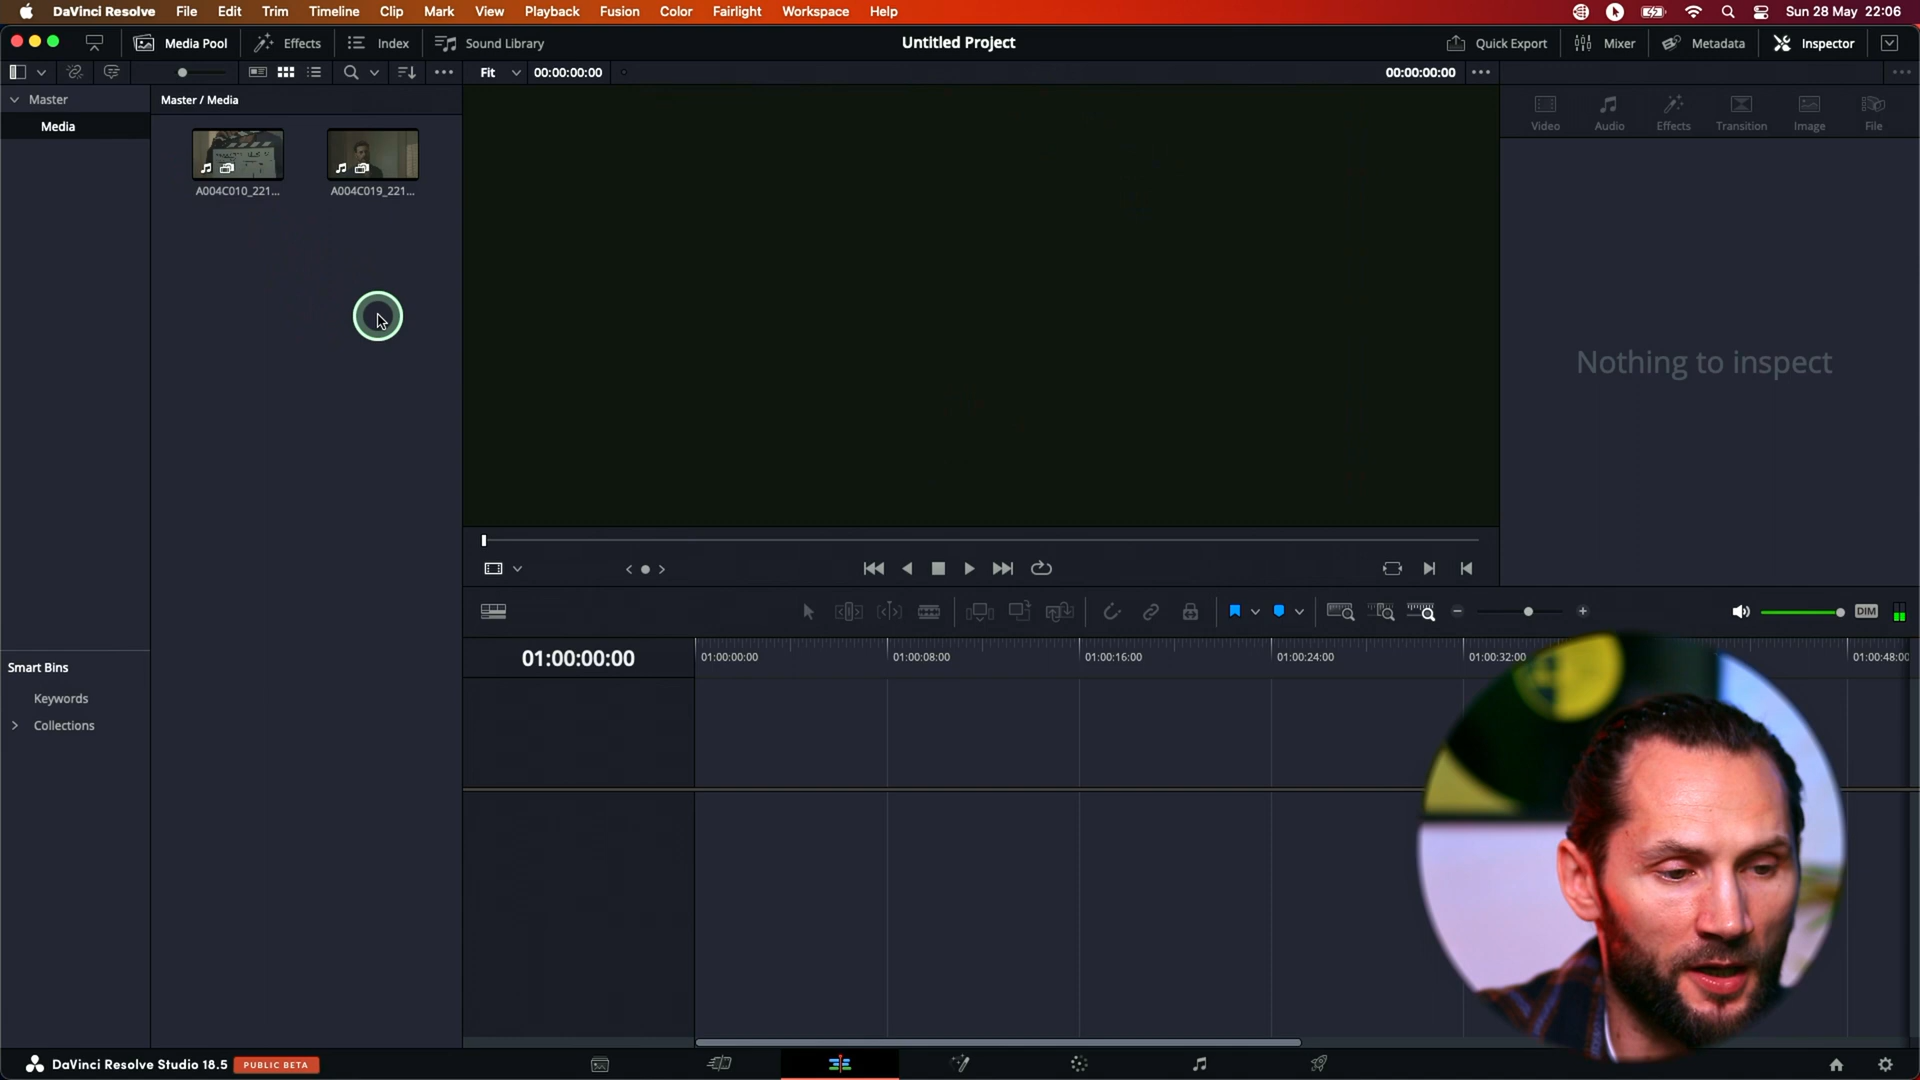 DaVinci Resolve File Edit Trim Timeline Clip Mark View Playback Fusion Color Fairlight Workspace Help Sun 28 May 22:06
Media Pool Effects Index Sound Library Untitled Project Quick Export Mixer Metadata Inspector
Fit 00:00:00:00 00:00:00:00
Master Master / Media
Media
Video Audio Effects Transition Image File
A004C010_221... A004C019_221...
Nothing to inspect
DIM
01:00:00:00 01:00:00:00 01:00:08:00 01:00:16:00 01:00:24:00 01:00:32:00 01:00:48:00
Smart Bins
Keywords
Collections
DaVinci Resolve Studio 18.5 PUBLIC BETA